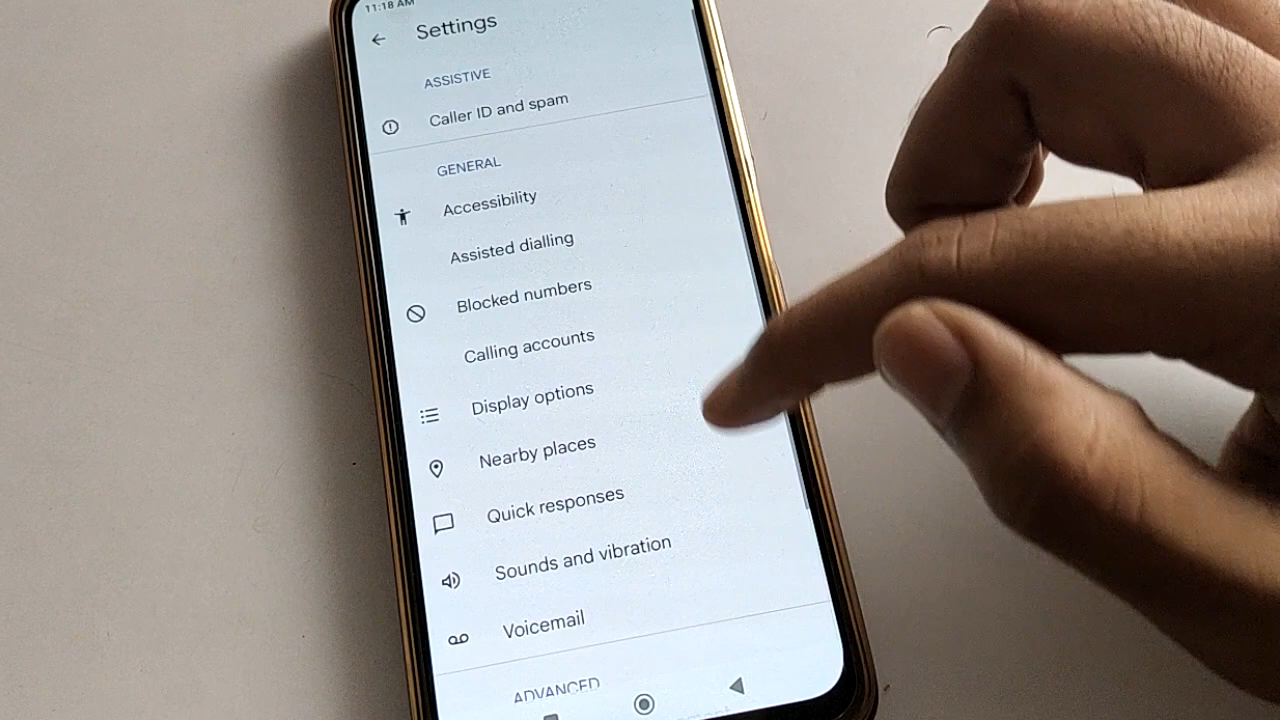 11:18 AM
Settings
ASSISTIVE
Caller ID and spam
GENERAL
Accessibility
Assisted dialling
Blocked numbers
Calling accounts
Display options
Nearby places
Quick responses
Sounds and vibration
Voicemail
ADVANCED